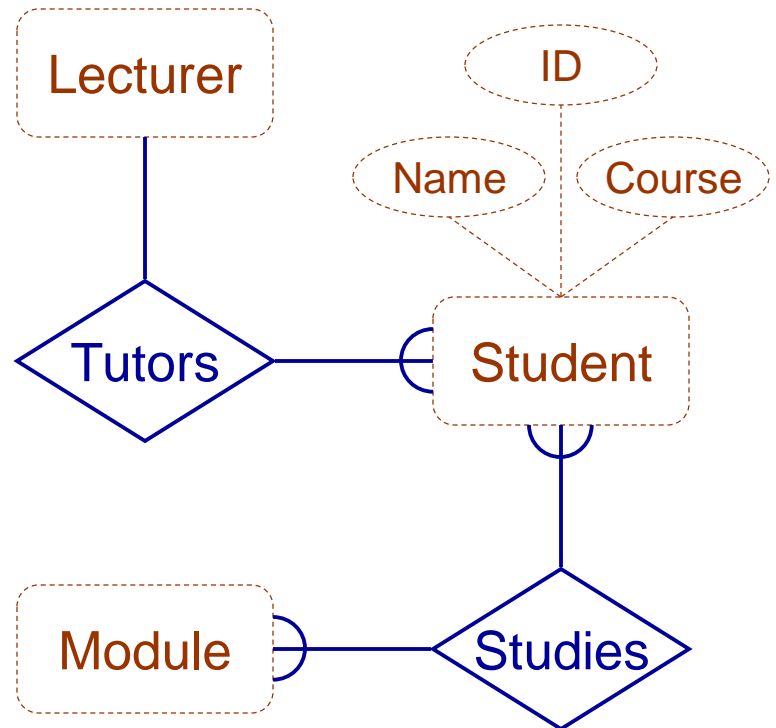 Lecturer
ID
Name
Course
Tutors
Student
Module
Studies